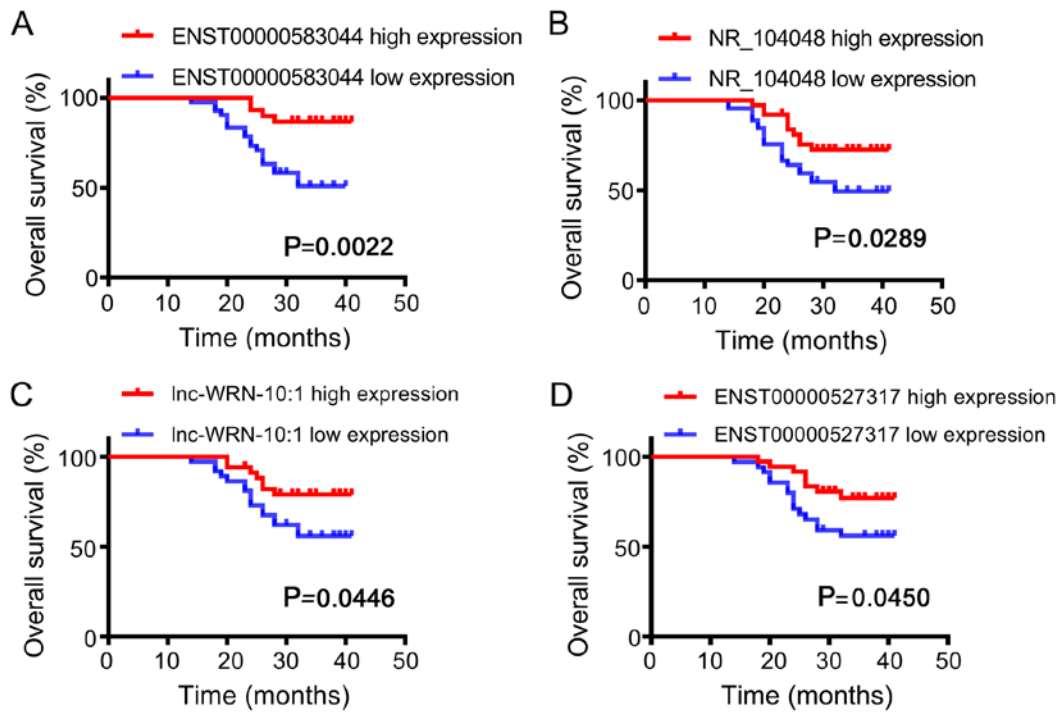 A
ENST00000583044 high expression
ENST00000583044 low expression
Overall survival (%)
100
50
0
P=0.0022
0 10 20 30 40 50
Time (months)
B
NR_104048 high expression
NR_104048 low expression
Overall survival (%)
100
50
0
P=0.0289
0 10 20 30 40 50
Time (months)
C
lnc-WRN-10:1 high expression
lnc-WRN-10:1 low expression
Overall survival (%)
100
50
0
P=0.0446
0 10 20 30 40 50
Time (months)
D
ENST00000527317 high expression
ENST00000527317 low expression
Overall survival (%)
100
50
0
P=0.0450
0 10 20 30 40 50
Time (months)